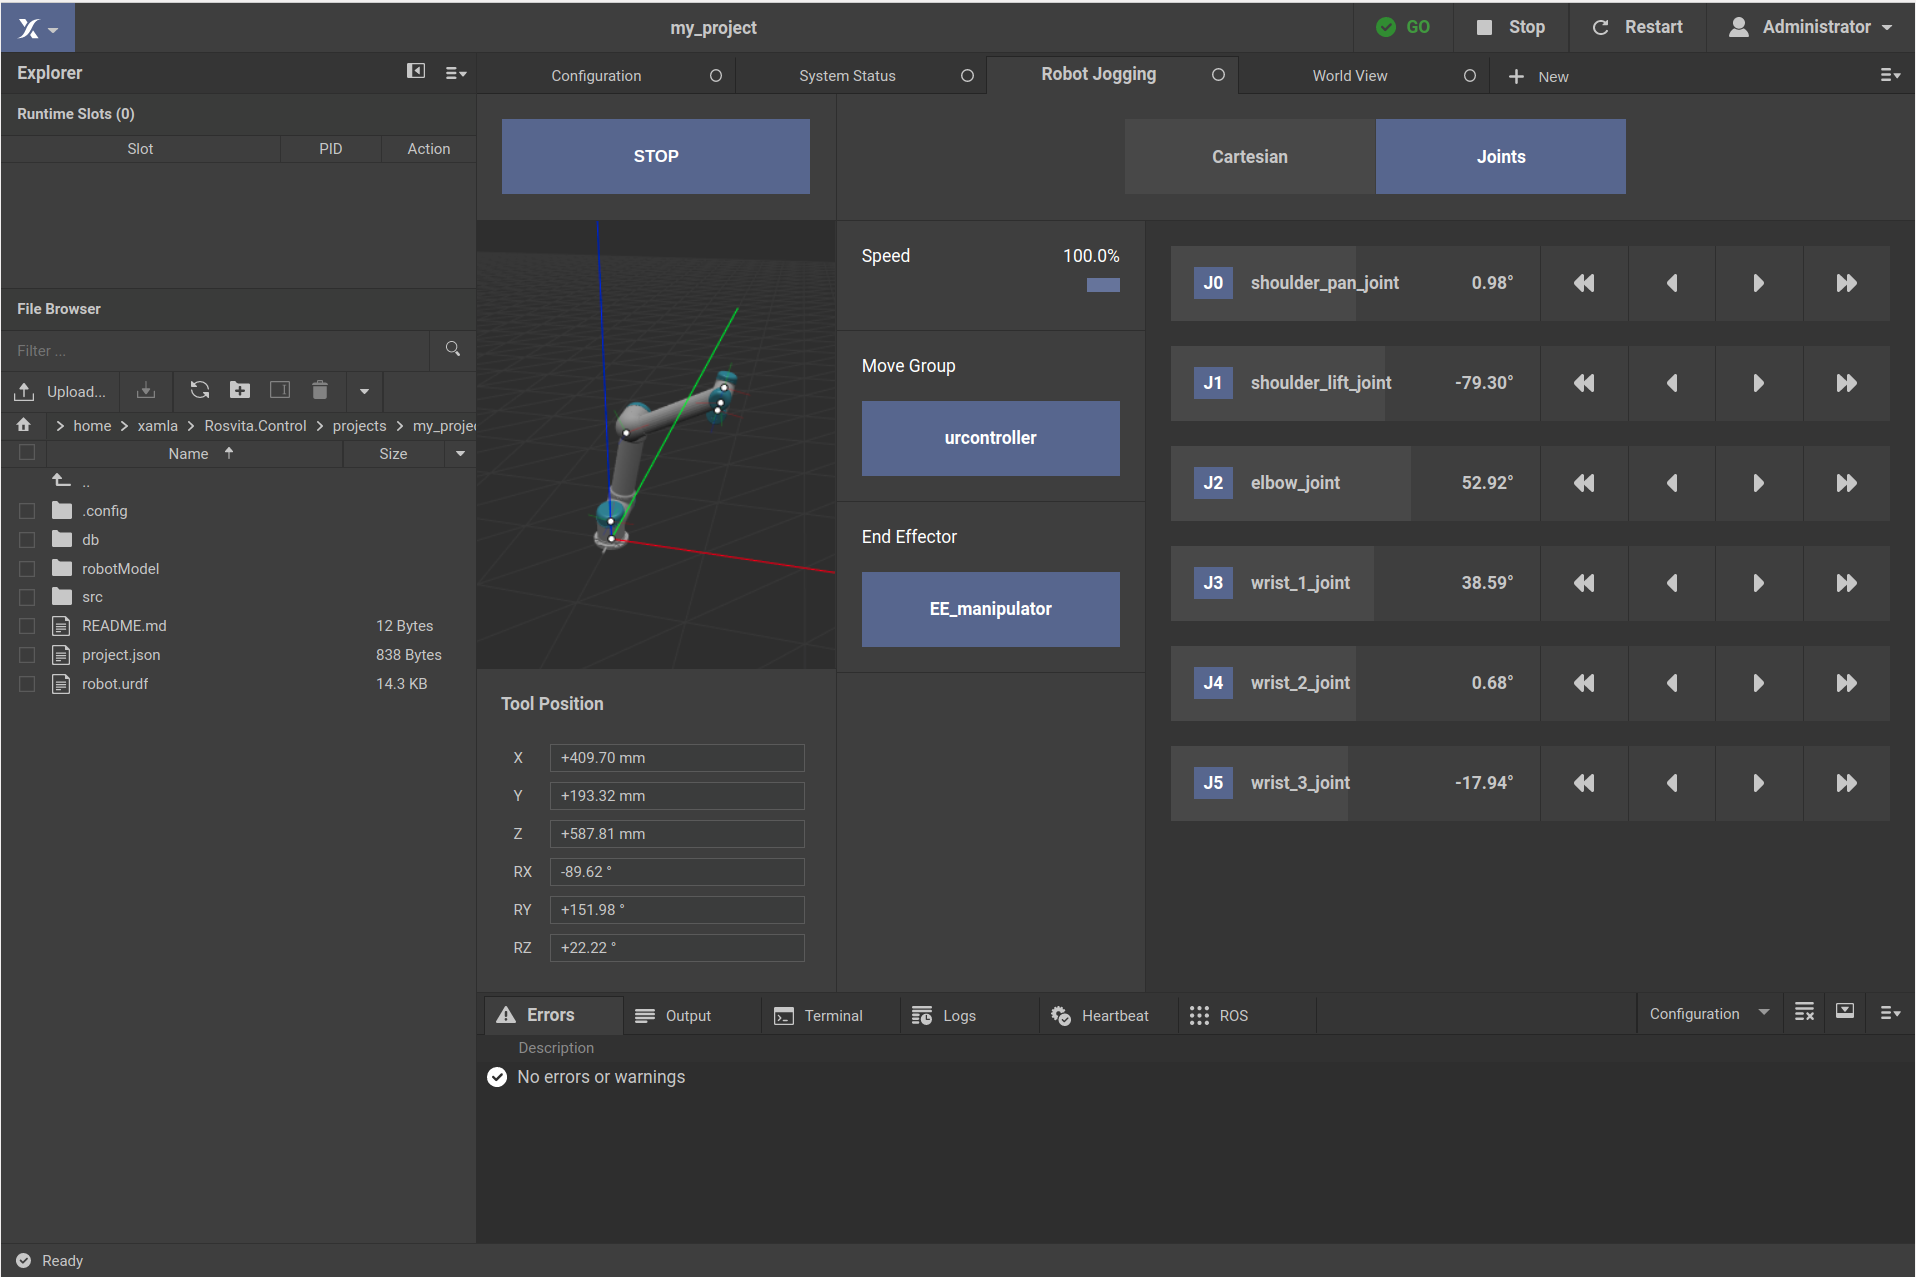 my_project
GO
Stop
Restart
Administrator
Explorer
Configuration
System Status
Robot Jogging
World View
New
Runtime Slots (0)
Slot PID Action
STOP
Cartesian
Joints
Speed 100.0%
Move Group
urcontroller
End Effector
EE_manipulator
J0 shoulder_pan_joint 0.98°
J1 shoulder_lift_joint -79.30°
J2 elbow_joint 52.92°
J3 wrist_1_joint 38.59°
J4 wrist_2_joint 0.68°
J5 wrist_3_joint -17.94°
File Browser
Filter ...
Upload...
> home > xamla > Rosvita.Control > projects > my_proje
Name Size
..
.config
db
robotModel
src
README.md 12 Bytes
project.json 838 Bytes
robot.urdf 14.3 KB
Tool Position
X +409.70 mm
Y +193.32 mm
Z +587.81 mm
RX -89.62 °
RY +151.98 °
RZ +22.22 °
Errors
Output
Terminal
Logs
Heartbeat
ROS
Configuration
Description
No errors or warnings
Ready